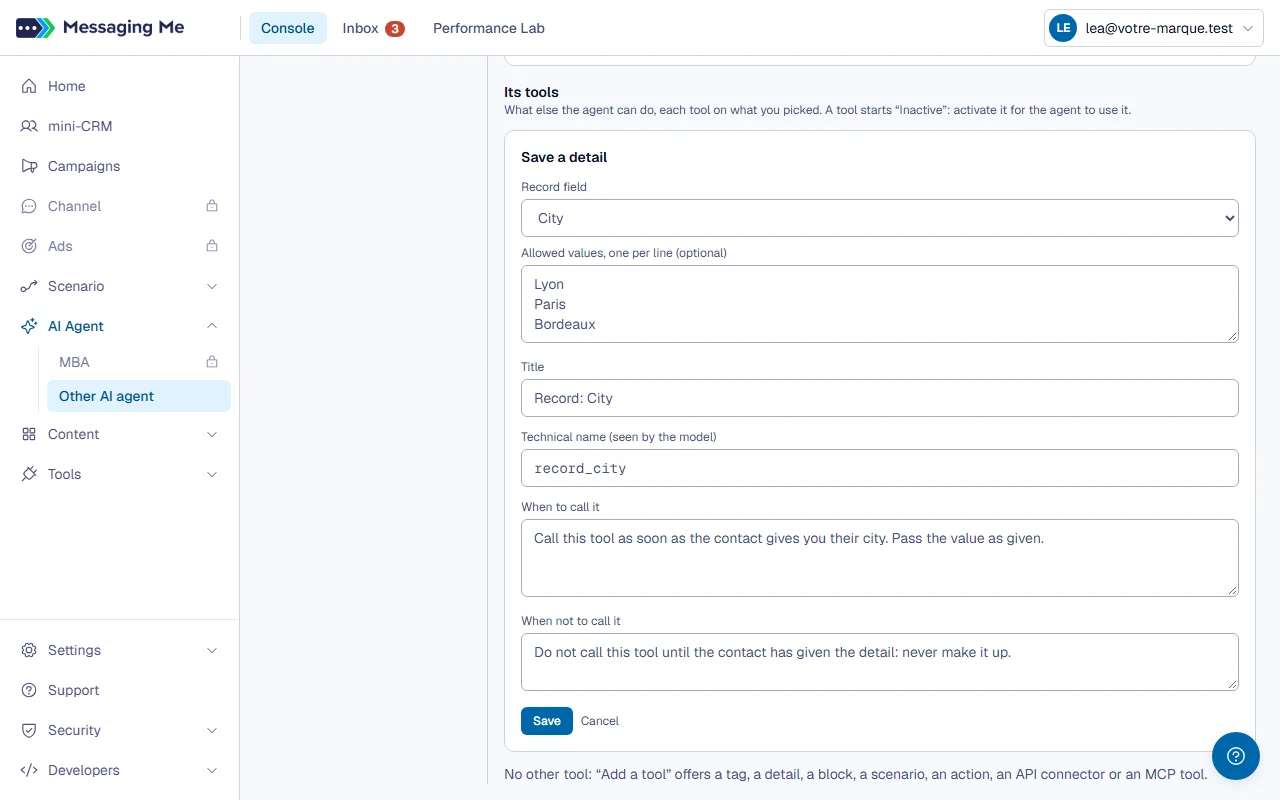 Messaging Me
Console
Inbox 3
Performance Lab
LE
lea@votre-marque.test
Home
mini-CRM
Campaigns
Channel
Ads
Scenario
AI Agent
MBA
Other AI agent
Content
Tools
Settings
Support
Security
Developers
Its tools
What else the agent can do, each tool on what you picked. A tool starts “Inactive”: activate it for the agent to use it.
Save a detail
Record field
City
Allowed values, one per line (optional)
Lyon
Paris
Bordeaux
Title
Record: City
Technical name (seen by the model)
record_city
When to call it
Call this tool as soon as the contact gives you their city. Pass the value as given.
When not to call it
Do not call this tool until the contact has given the detail: never make it up.
Save
Cancel
No other tool: “Add a tool” offers a tag, a detail, a block, a scenario, an action, an API connector or an MCP tool.